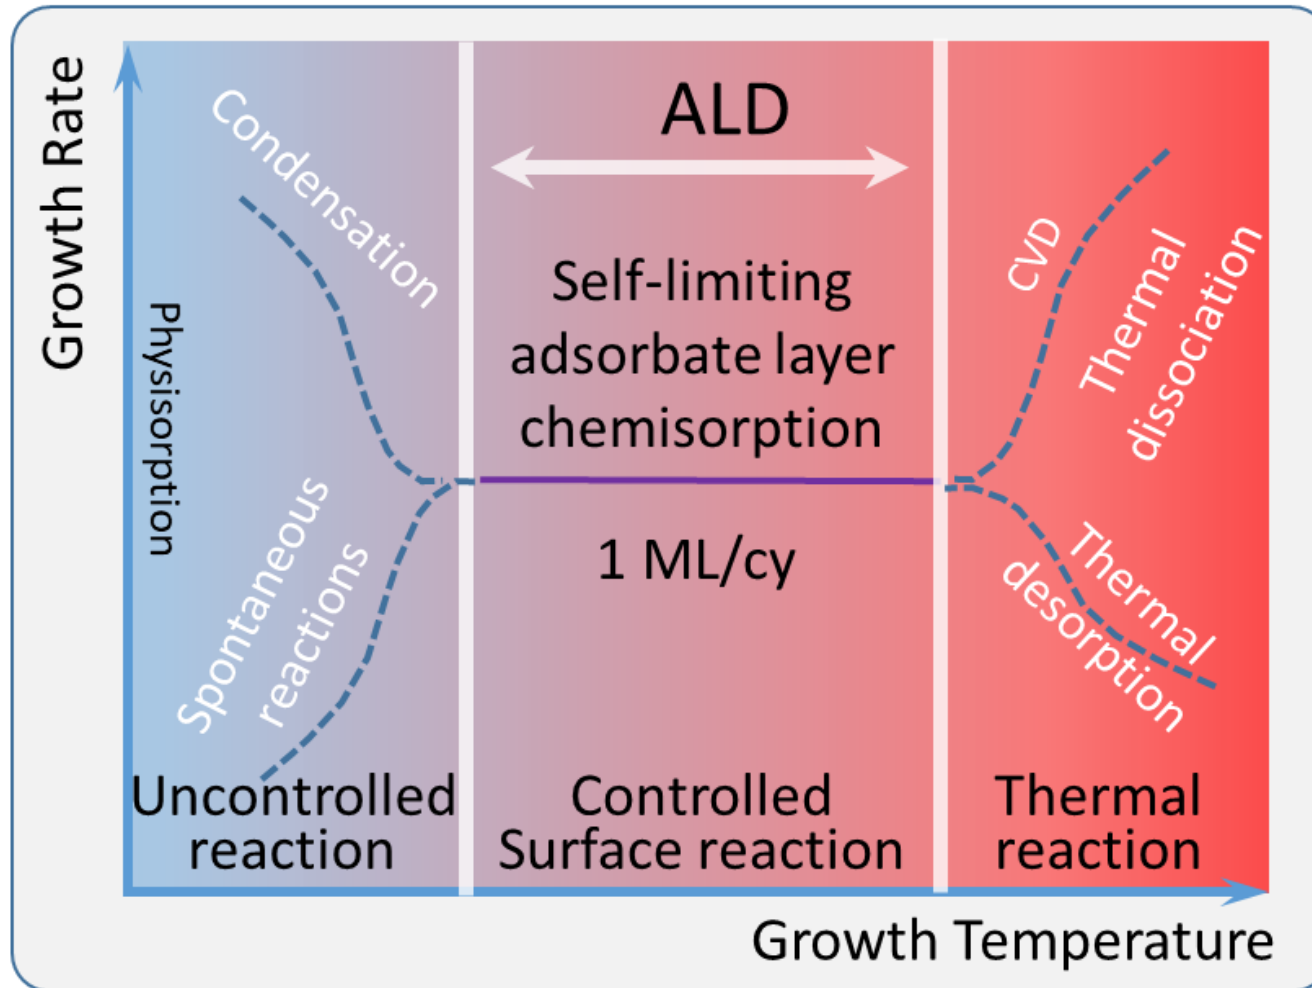 Growth Rate
Condensation
Physisorption
Spontaneous
reactions
Uncontrolled
reaction
ALD
Self-limiting
adsorbate layer
chemisorption
1 ML/cy
Controlled
Surface reaction
CVD
Thermal
dissociation
Thermal
desorption
Thermal
reaction
Growth Temperature